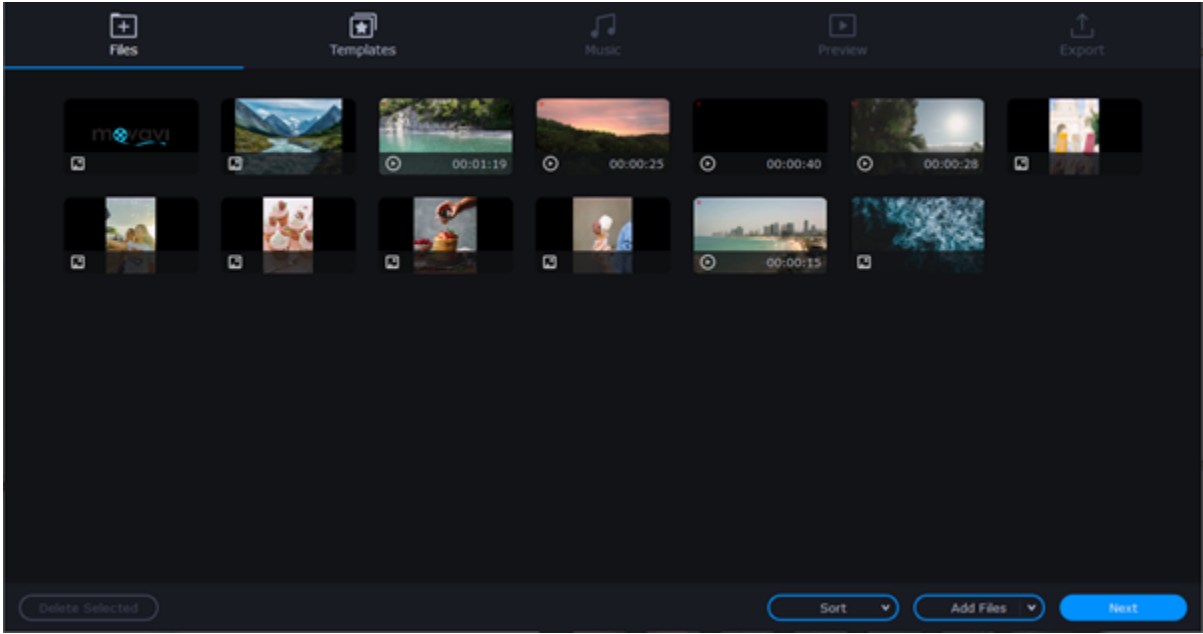 Files
Templates
Music
Preview
Export
movavi
00:01:19
00:00:25
00:00:40
00:00:28
00:00:15
Delete Selected
Sort
Add Files
Next